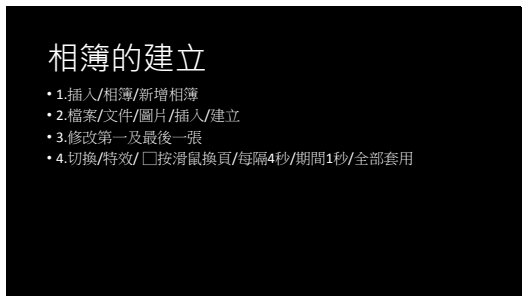 相簿的建立
• 1.插入/相簿/新增相簿
• 2.檔案/文件/圖片/插入/建立
• 3.修改第一及最後一張
• 4.切換/特效/ □按滑鼠換頁/每隔4秒/期間1秒/全部套用